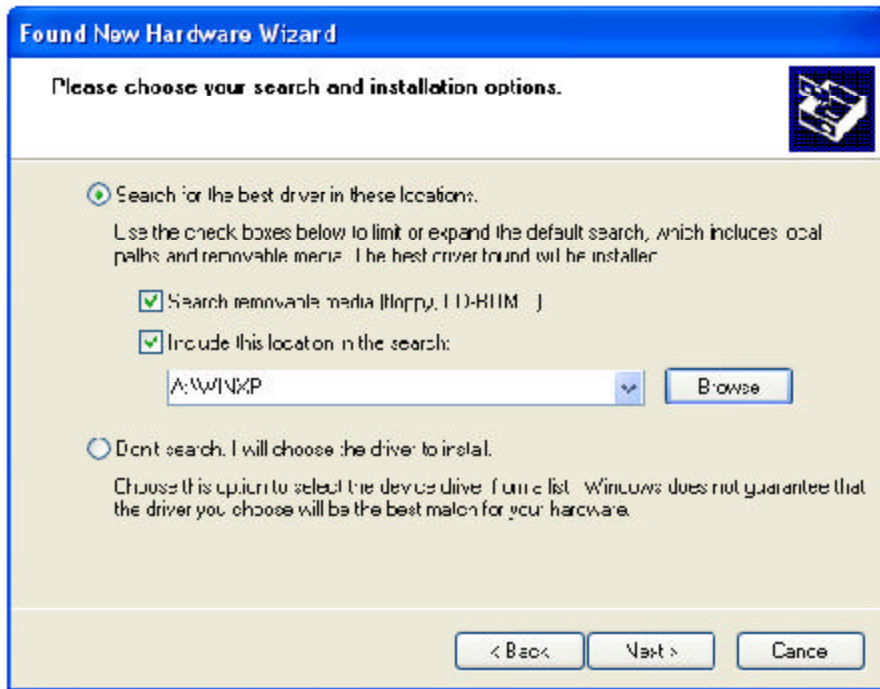 Found New Hardware Wizard
Please choose your search and installation options.
Search for the best driver in these locations.
Use the check boxes below to limit or expand the default search, which includes local
paths and removable media. The best driver found will be installed.
Search removable media (floppy, CD-ROM...)
Include this location in the search:
A:\WINXP
Browse
Don't search. I will choose the driver to install.
Choose this option to select the device driver from a list. Windows does not guarantee that
the driver you choose will be the best match for your hardware.
< Back
Next >
Cancel